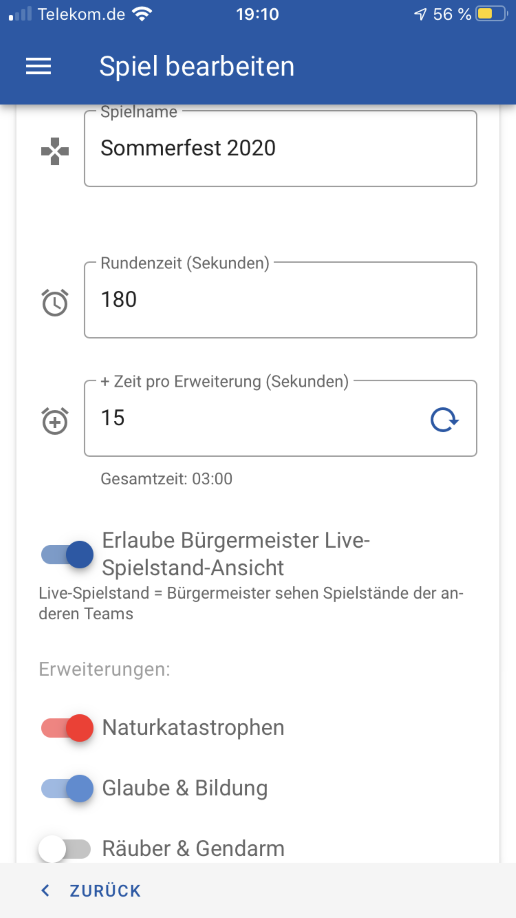 Telekom.de 19:10 56 %
Spiel bearbeiten
Spielname
Sommerfest 2020
Rundenzeit (Sekunden)
180
+ Zeit pro Erweiterung (Sekunden)
15
Gesamtzeit: 03:00
Erlaube Bürgermeister Live-
Spielstand-Ansicht
Live-Spielstand = Bürgermeister sehen Spielstände der an-
deren Teams
Erweiterungen:
Naturkatastrophen
Glaube & Bildung
Räuber & Gendarm
ZURÜCK